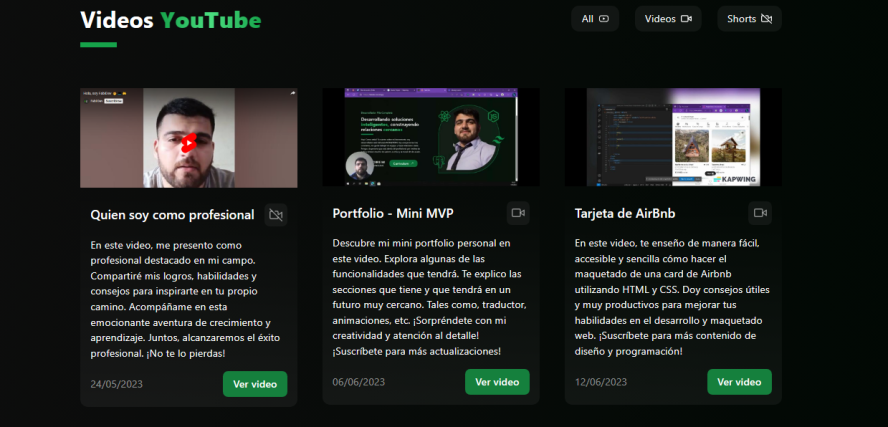 Videos YouTube
All
Videos
Shorts
Desarrollando soluciones
inteligentes, construyendo
relaciones cercanas
KAPWING
Quien soy como profesional
En este video, me presento como
profesional destacado en mi campo.
Compartiré mis logros, habilidades y
consejos para inspirarte en tu propio
camino. Acompáñame en esta
emocionante aventura de crecimiento y
aprendizaje. Juntos, alcanzaremos el éxito
profesional. ¡No te lo pierdas!
24/05/2023
Ver video
Portfolio - Mini MVP
Descubre mi mini portfolio personal en
este video. Explora algunas de las
funcionalidades que tendrá. Te explico las
secciones que tiene y que tendrá en un
futuro muy cercano. Tales como, traductor,
animaciones, etc. ¡Sorpréndete con mi
creatividad y atención al detalle!
¡Suscríbete para más actualizaciones!
06/06/2023
Ver video
Tarjeta de AirBnb
En este video, te enseño de manera fácil,
accesible y sencilla cómo hacer el
maquetado de una card de Airbnb
utilizando HTML y CSS. Doy consejos útiles
y muy productivos para mejorar tus
habilidades en el desarrollo y maquetado
web. ¡Suscríbete para más contenido de
diseño y programación!
12/06/2023
Ver video